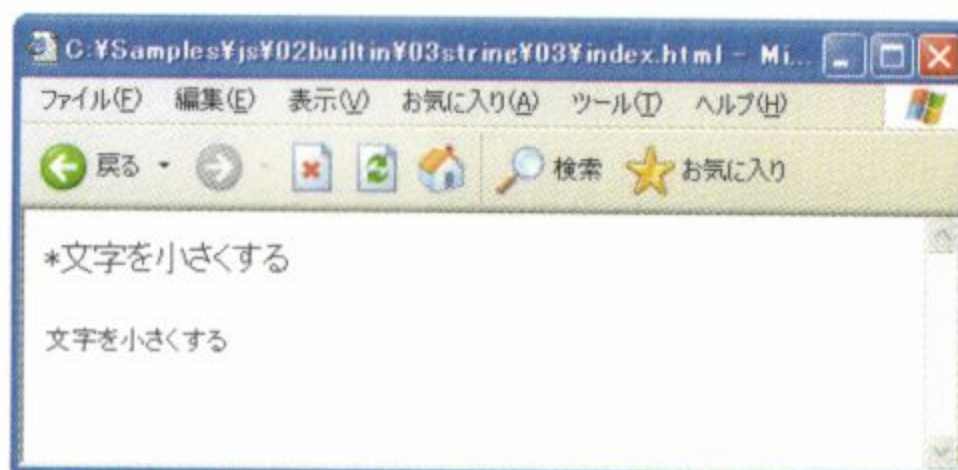 C:¥Samples¥js¥02builtin¥03string¥03¥index.html - Mi...
ファイル(F) 編集(E) 表示(V) お気に入り(A) ツール(T) ヘルプ(H)
戻る 検索 お気に入り
*文字を小さくする
文字を小さくする